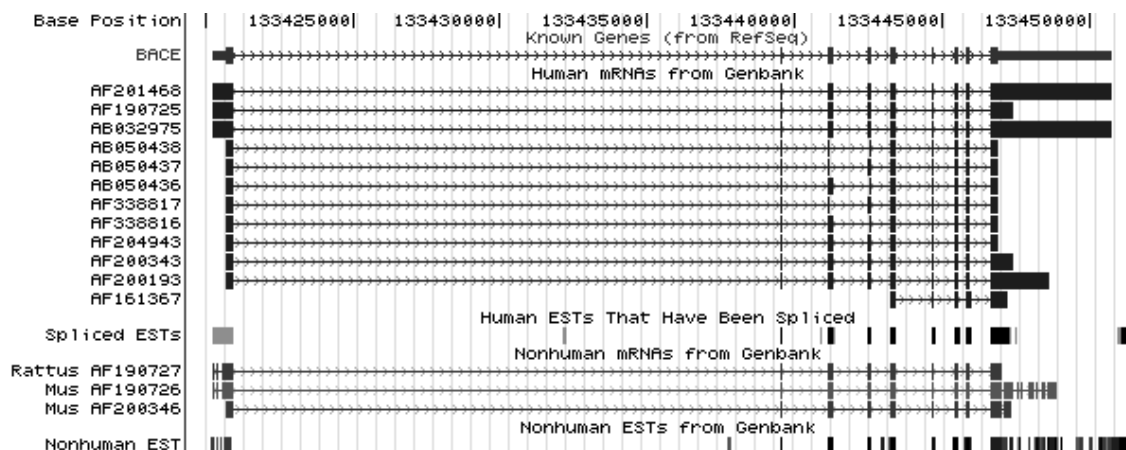 Base Position 133425000| 133430000| 133435000| 133440000| 133445000| 133450000|
Known Genes (from RefSeq)
BACE
Human mRNAs from Genbank
AF201468
AF190725
AB032975
AB050438
AB050437
AB050436
AF338817
AF338816
AF204943
AF200343
AF200193
AF161367
Human ESTs That Have Been Spliced
Spliced ESTs
Nonhuman mRNAs from Genbank
Rattus AF190727
Mus AF190726
Mus AF200346
Nonhuman ESTs from Genbank
Nonhuman EST